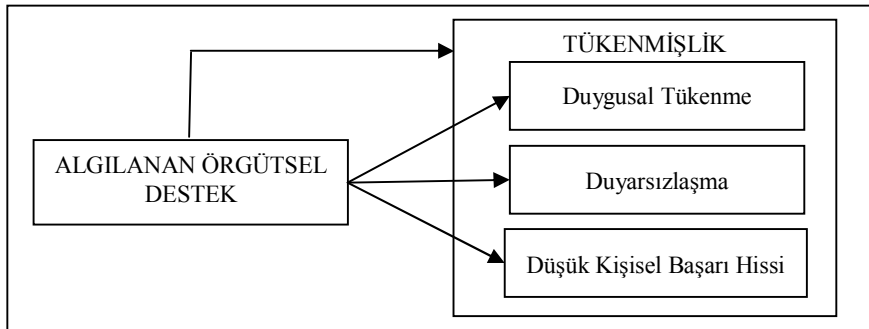 TÜKENMİŞLİK
Duygusal Tükenme
ALGILANAN ÖRGÜTSEL
DESTEK
Duyarsızlaşma
Düşük Kişisel Başarı Hissi